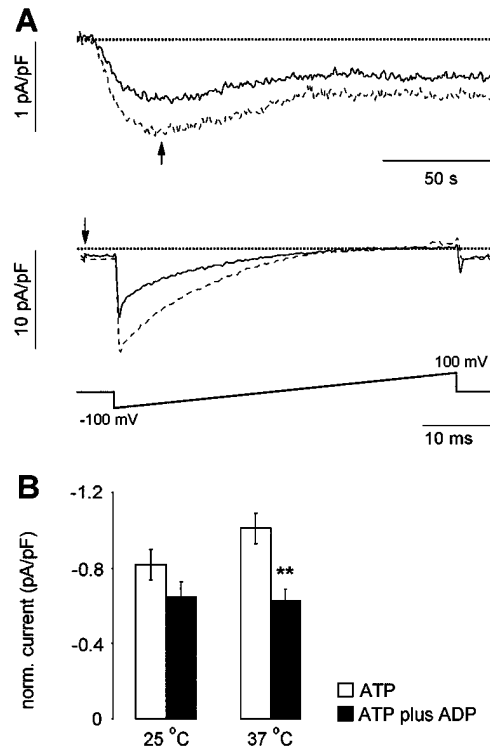 A
1 pA/pF
50 s
10 pA/pF
100 mV
-100 mV
10 ms
B
norm. current (pA/pF)
-1.2
-0.8
-0.4
0
**
25 °C
37 °C
ATP
ATP plus ADP